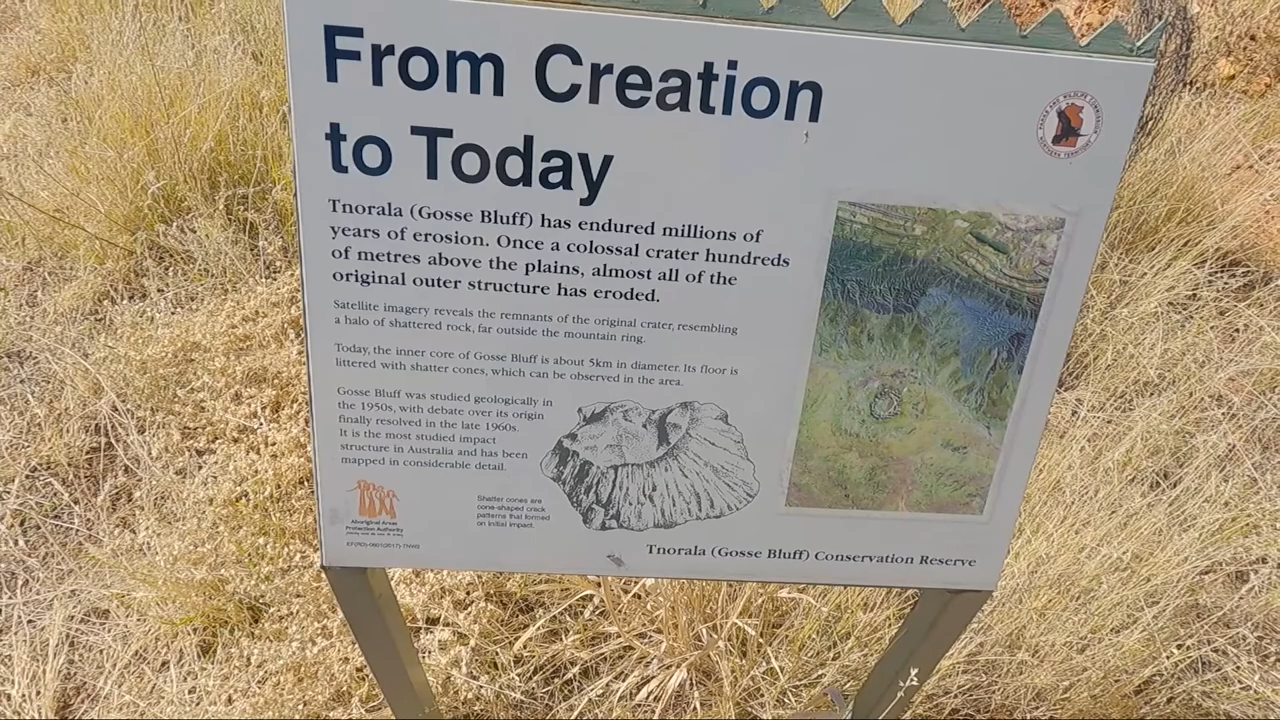 From Creation
to Today
PARKS AND WILDLIFE COMMISSION
NORTHERN TERRITORY
Tnorala (Gosse Bluff) has endured millions of
years of erosion. Once a colossal crater hundreds
of metres above the plains, almost all of the
original outer structure has eroded.
Satellite imagery reveals the remnants of the original crater, resembling
a halo of shattered rock, far outside the mountain ring.
Today, the inner core of Gosse Bluff is about 5km in diameter. Its floor is
littered with shatter cones, which can be observed in the area.
Gosse Bluff was studied geologically in
the 1950s, with debate over its origin
finally resolved in the late 1960s.
It is the most studied impact
structure in Australia and has been
mapped in considerable detail.
Shatter cones are
cone-shaped crack
patterns that formed
on initial impact.
Aboriginal Areas
Protection Authority
Tnorala (Gosse Bluff) Conservation Reserve